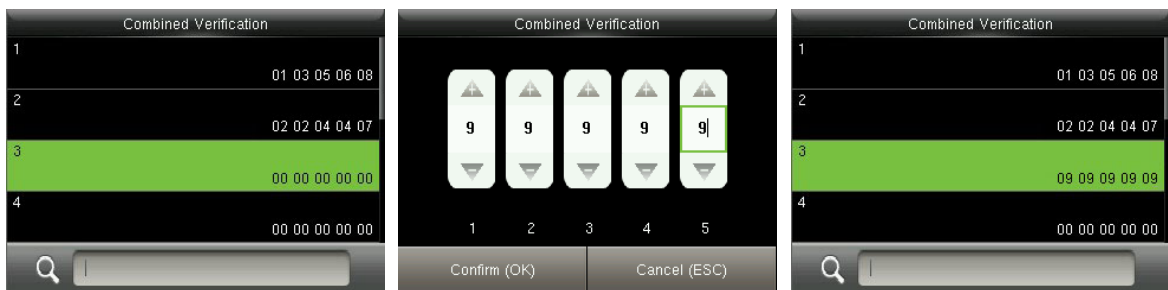 Combined Verification
1
01 03 05 06 08
2
02 02 04 04 07
3
00 00 00 00 00
4
00 00 00 00 00
Combined Verification
9 9 9 9 9
1 2 3 4 5
Confirm (OK) Cancel (ESC)
Combined Verification
1
01 03 05 06 08
2
02 02 04 04 07
3
09 09 09 09 09
4
00 00 00 00 00